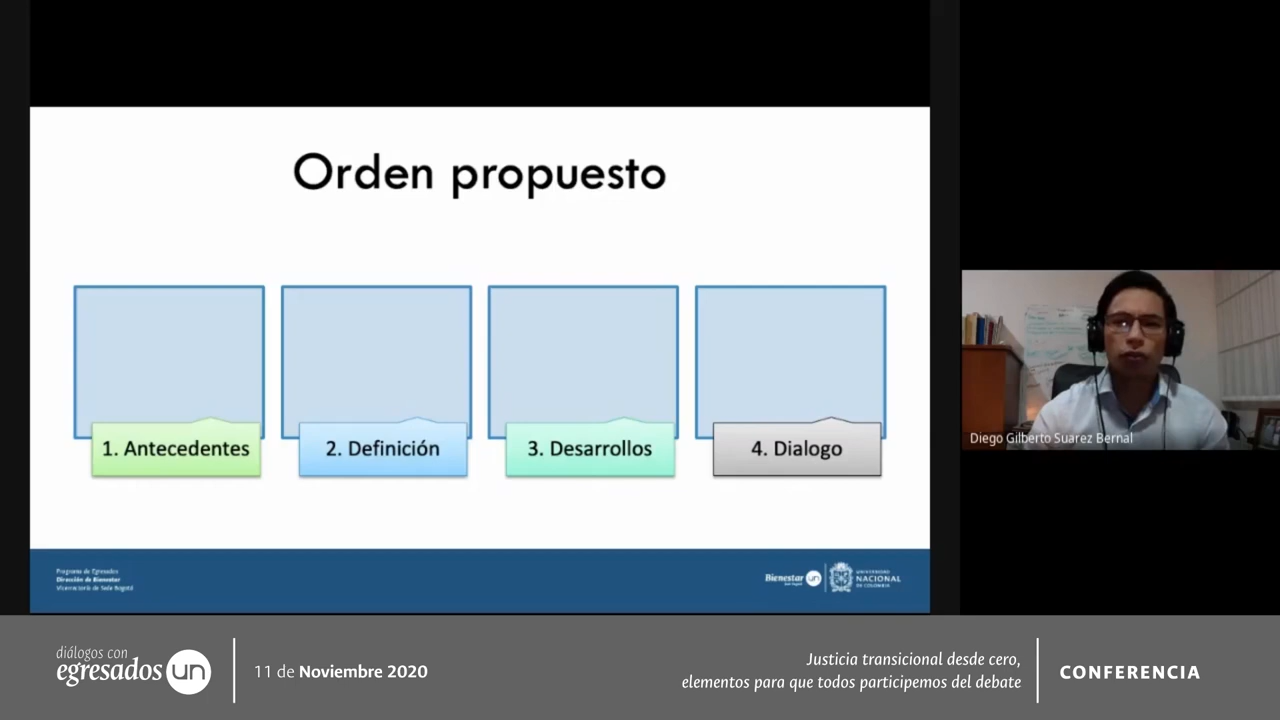 Orden propuesto
1. Antecedentes
2. Definición
3. Desarrollos
4. Dialogo
Programa de Egresados
Dirección de Bienestar
Vicerrectoría de Sede Bogotá
Bienestar un
UNIVERSIDAD
NACIONAL
DE COLOMBIA
Diego Gilberto Suarez Bernal
diálogos con
egresados un
11 de Noviembre 2020
Justicia transicional desde cero,
elementos para que todos participemos del debate
CONFERENCIA